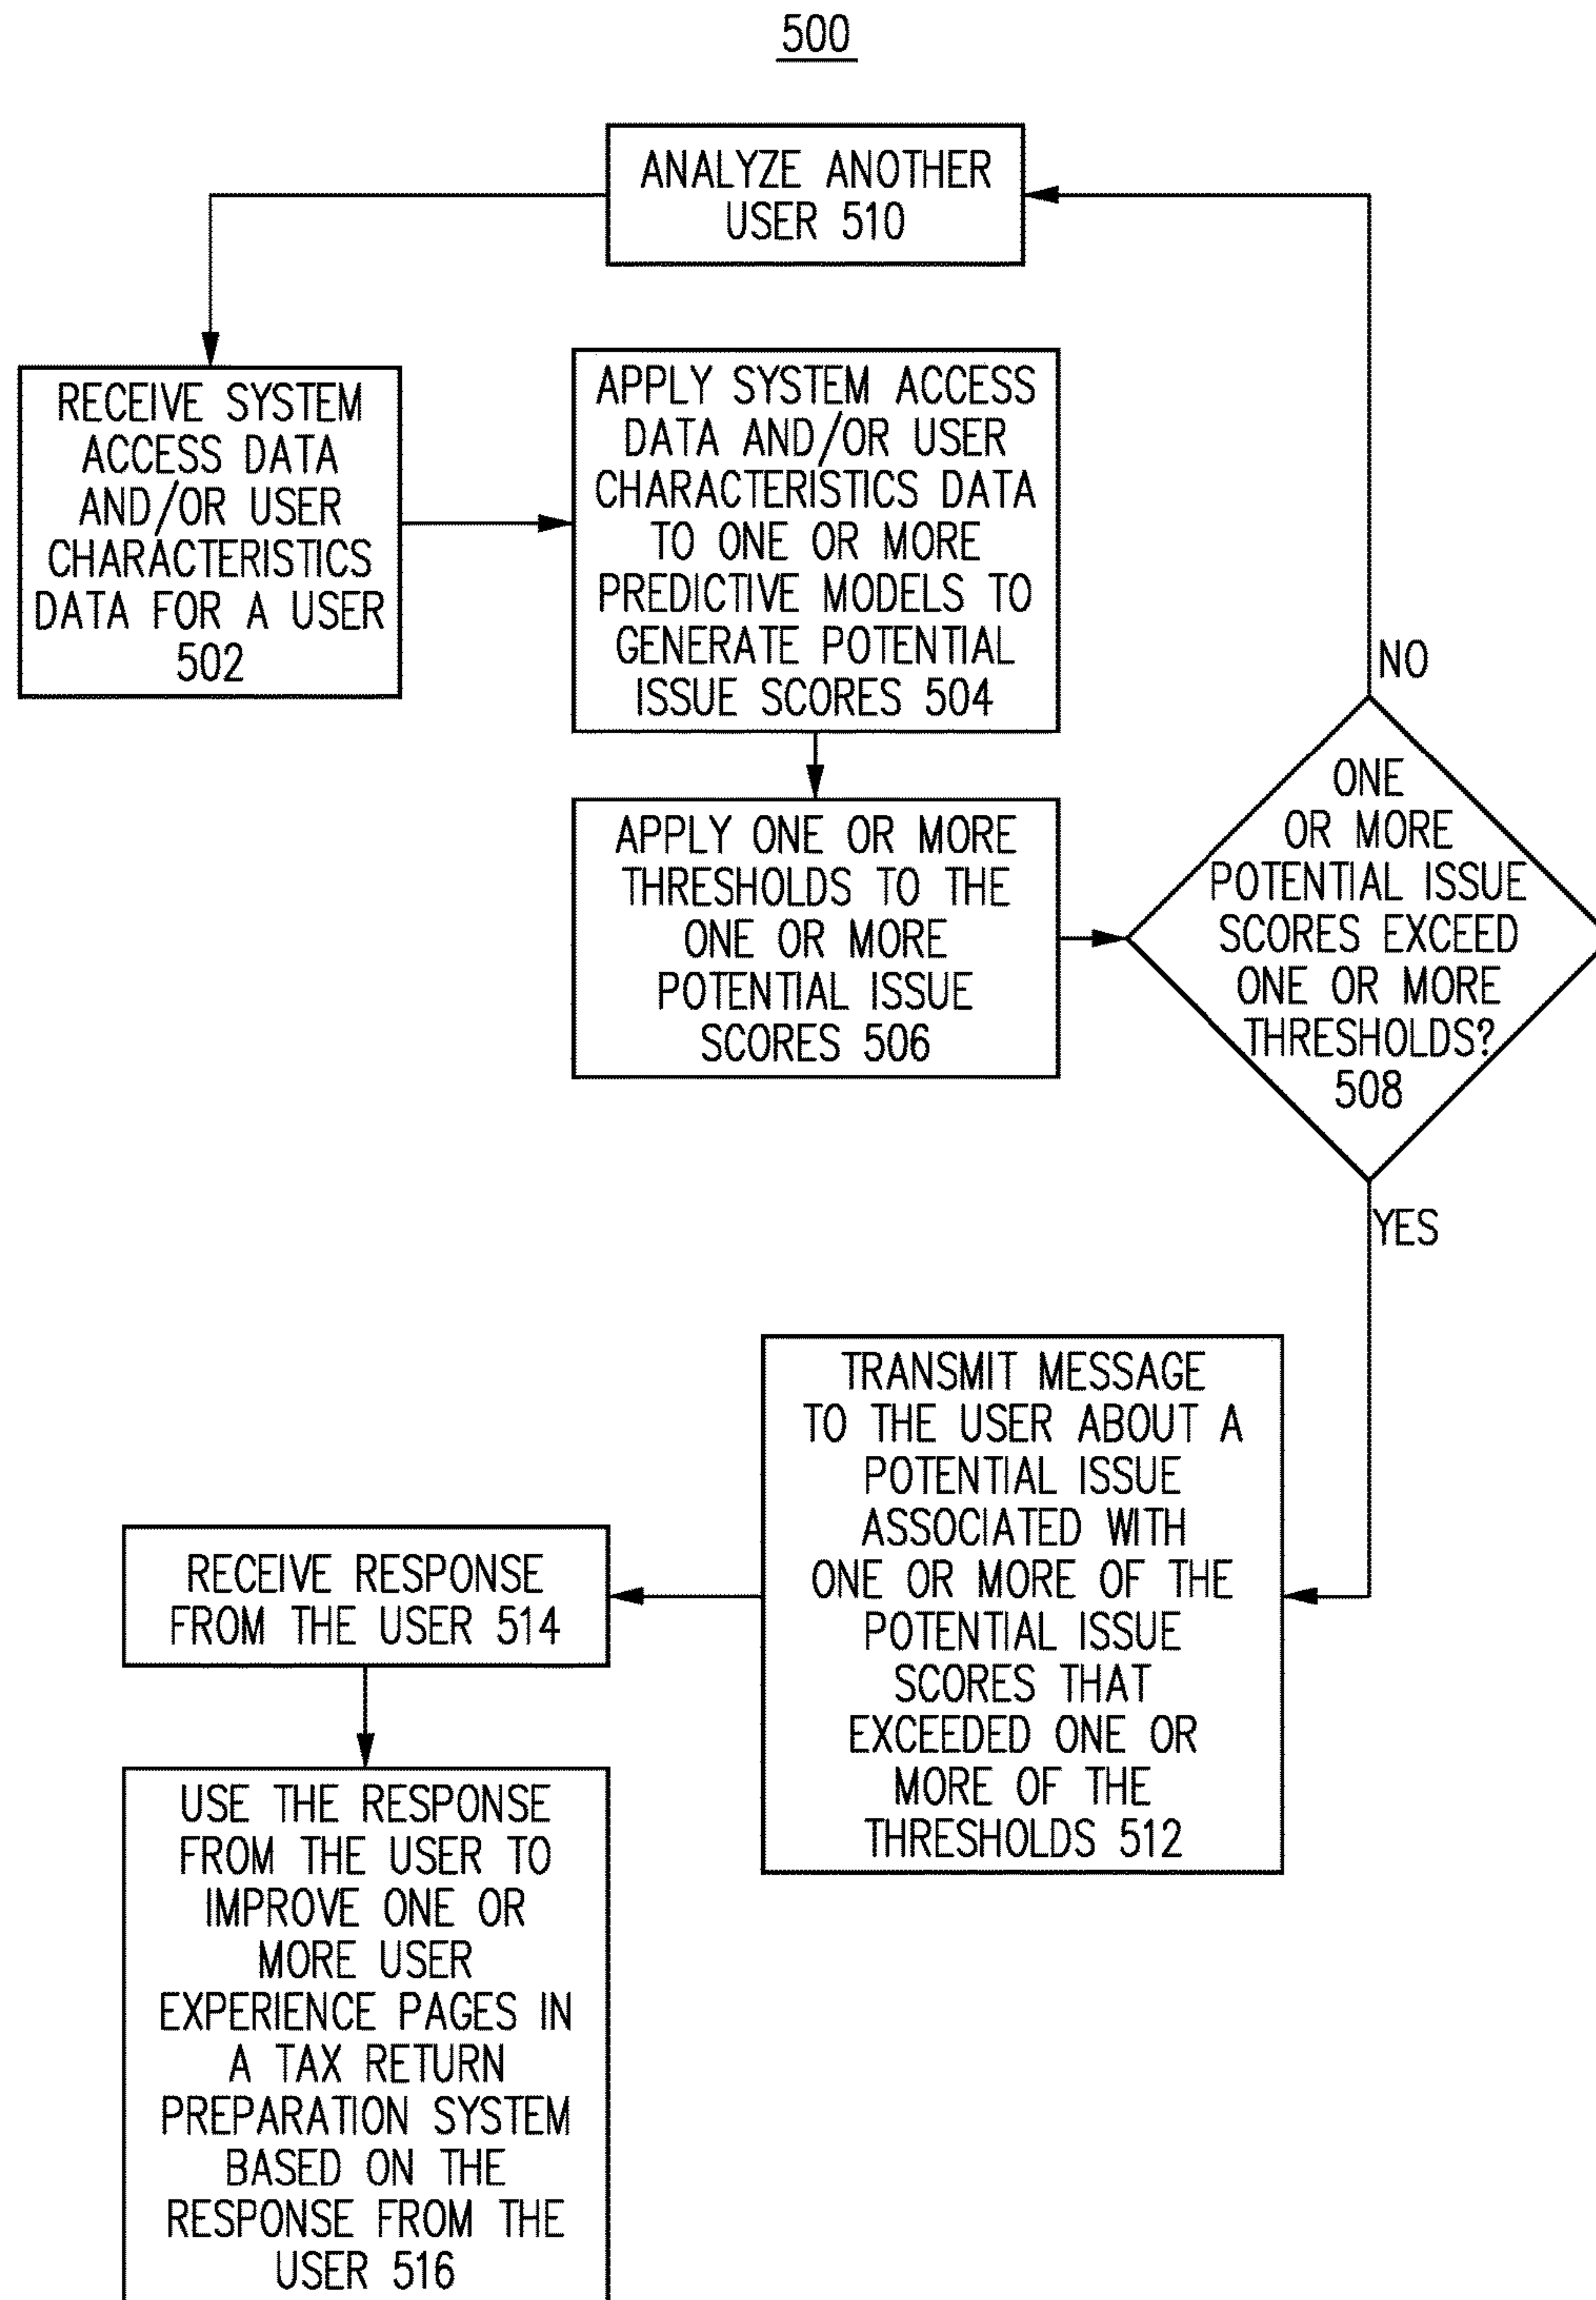 500
ANALYZE ANOTHER
USER 510
RECEIVE SYSTEM
ACCESS DATA
AND/OR USER
CHARACTERISTICS
DATA FOR A USER
502
APPLY SYSTEM ACCESS
DATA AND/OR USER
CHARACTERISTICS DATA
TO ONE OR MORE
PREDICTIVE MODELS TO
GENERATE POTENTIAL
ISSUE SCORES 504
APPLY ONE OR MORE
THRESHOLDS TO THE
ONE OR MORE
POTENTIAL ISSUE
SCORES 506
NO
ONE
OR MORE
POTENTIAL ISSUE
SCORES EXCEED
ONE OR MORE
THRESHOLDS?
508
YES
TRANSMIT MESSAGE
TO THE USER ABOUT A
POTENTIAL ISSUE
ASSOCIATED WITH
ONE OR MORE OF THE
POTENTIAL ISSUE
SCORES THAT
EXCEEDED ONE OR
MORE OF THE
THRESHOLDS 512
RECEIVE RESPONSE
FROM THE USER 514
USE THE RESPONSE
FROM THE USER TO
IMPROVE ONE OR
MORE USER
EXPERIENCE PAGES IN
A TAX RETURN
PREPARATION SYSTEM
BASED ON THE
RESPONSE FROM THE
USER 516